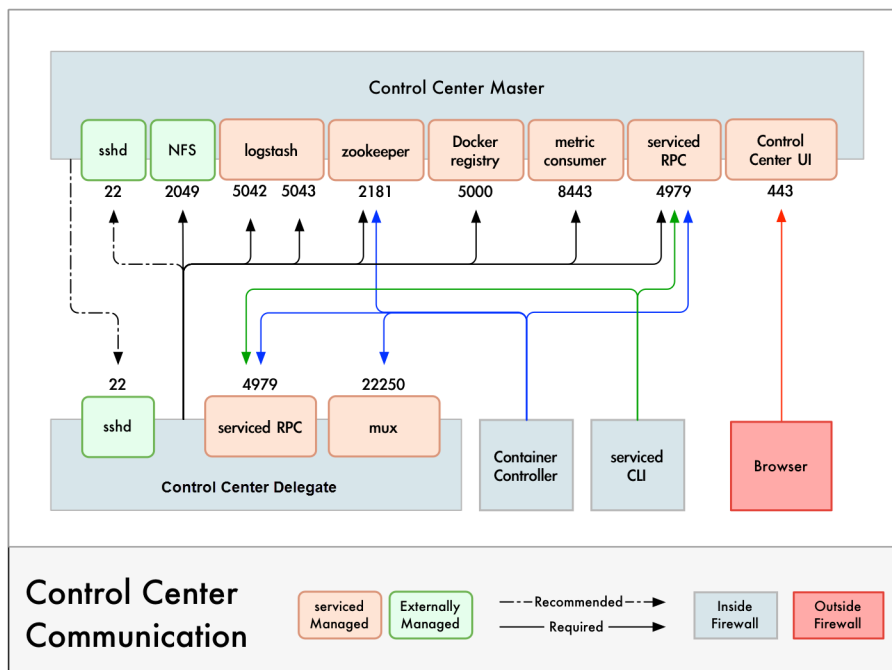 Control Center Master
sshd
NFS
logstash
zookeeper
Docker
registry
metric
consumer
serviced
RPC
Control
Center UI
22
2049
5042
5043
2181
5000
8443
4979
443
22
4979
22250
sshd
serviced RPC
mux
Control Center Delegate
Container
Controller
serviced
CLI
Browser
Control Center
Communication
serviced
Managed
Externally
Managed
Recommended
Required
Inside
Firewall
Outside
Firewall